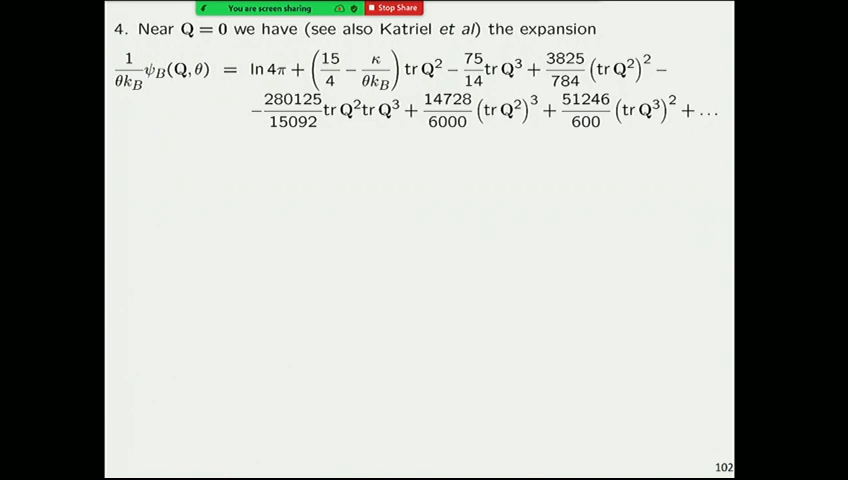 You are screen sharing Stop Share
4. Near Q = 0 we have (see also Katriel et al) the expansion
1/(θk_B) ψ_B(Q, θ) = ln 4π + (15/4 − κ/(θk_B)) tr Q² − 75/14 tr Q³ + 3825/784 (tr Q²)² −
− 280125/15092 tr Q² tr Q³ + 14728/6000 (tr Q²)³ + 51246/600 (tr Q³)² + ...
102